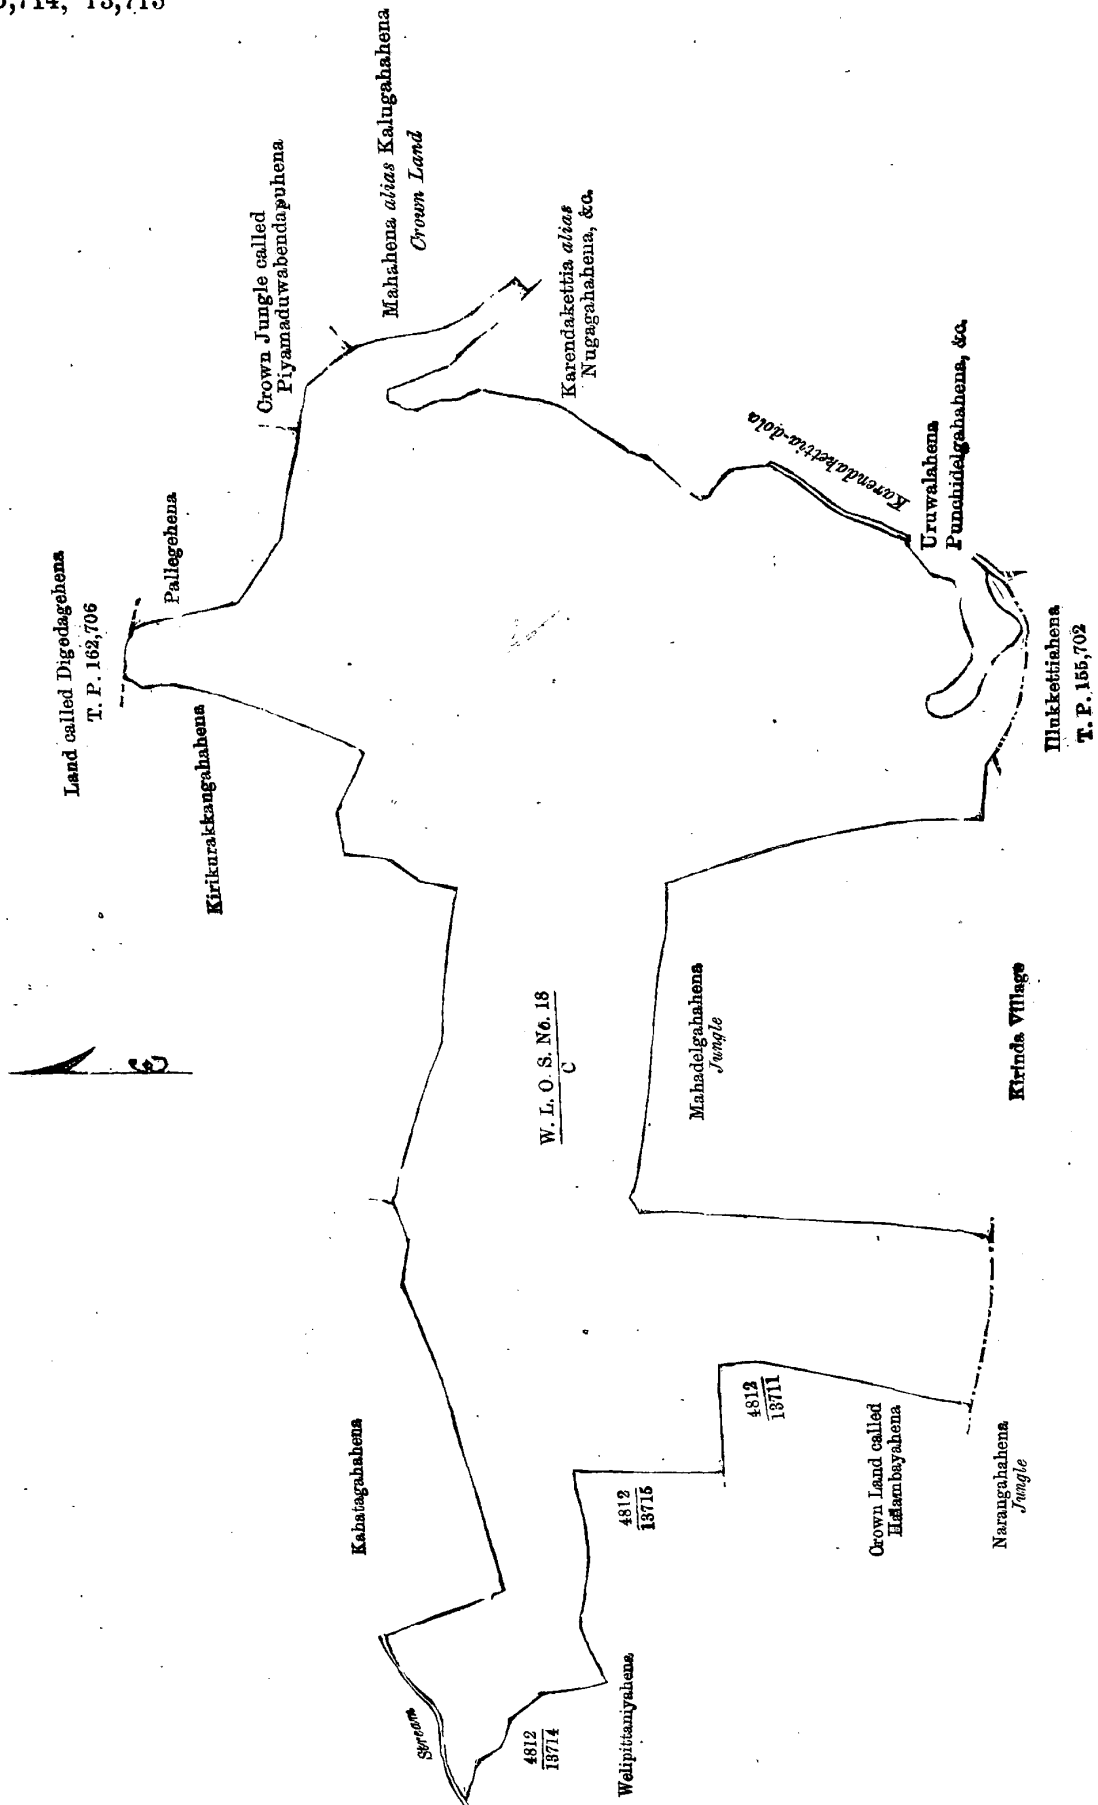 Land called Digedagehena
T. P. 162,706
Pallegehena
Crown Jungle called
Piyamaduwabendapuhena
Mahahena alias Kalugahahena
Crown Land
Karendakettia alias
Nugagahahena, &c.
Karendakettia-dola
Uruwalahena
Punchidelgahahena, &c.
Illukkettiahena
T. P. 155,702
Kirikurakkangahahena
W. L. O. S. No. 18
C
Mahadelgahahena
Jungle
Kirinda Village
Kahatagahahena
4812
13711
4812
13715
Crown Land called
Halambayahena
Narangahahena
Jungle
Stream
4812
13714
Welipittaniyahena